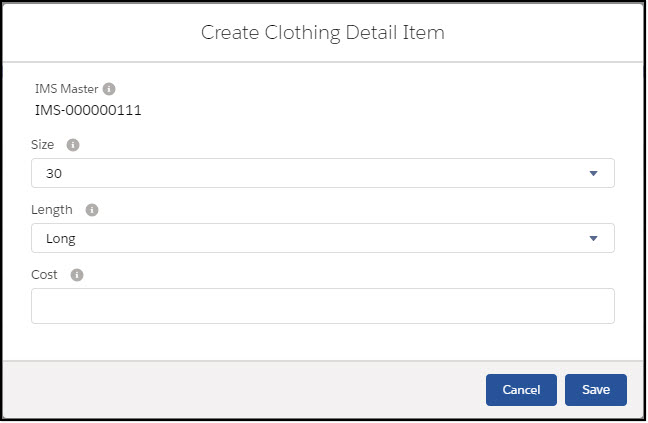 Create Clothing Detail Item
IMS Master
IMS-000000111
Size
30
Length
Long
Cost
Cancel Save